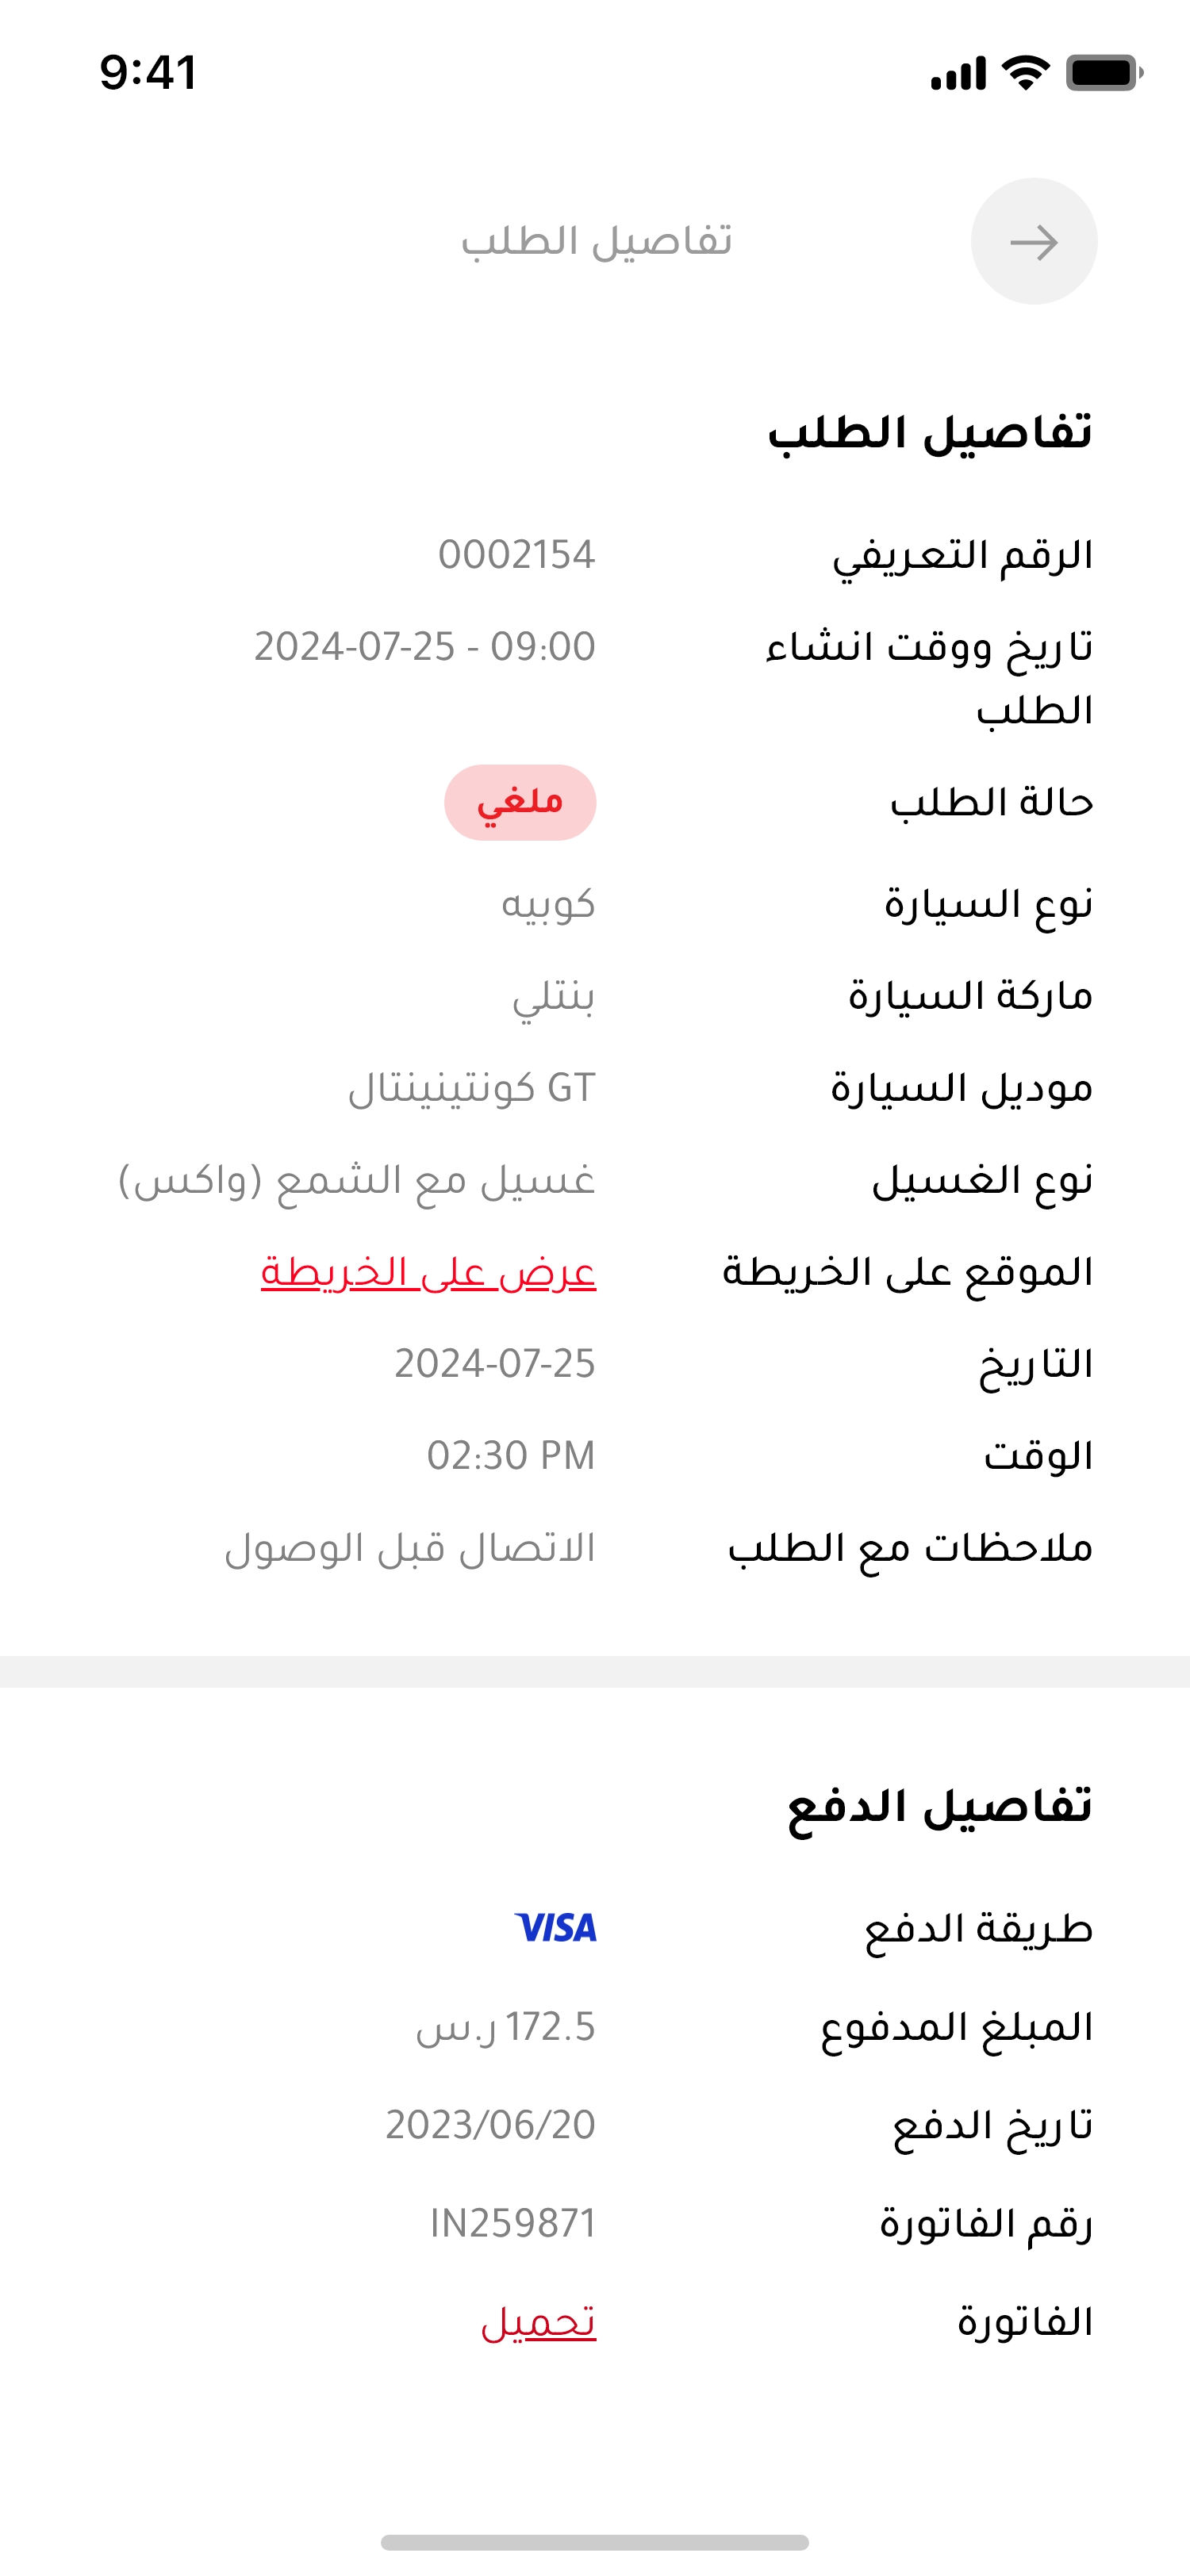 9:41
تفاصيل الطلب
تفاصيل الطلب
الرقم التعريفي 0002154
تاريخ ووقت انشاء 2024-07-25 - 09:00
الطلب
حالة الطلب ملغي
نوع السيارة كوبيه
ماركة السيارة بنتلي
موديل السيارة GT كونتينينتال
نوع الغسيل غسيل مع الشمع (واكس)
الموقع على الخريطة عرض على الخريطة
التاريخ 2024-07-25
الوقت 02:30 PM
ملاحظات مع الطلب الاتصال قبل الوصول
تفاصيل الدفع
طريقة الدفع VISA
المبلغ المدفوع 172.5 ر.س
تاريخ الدفع 2023/06/20
رقم الفاتورة IN259871
الفاتورة تحميل